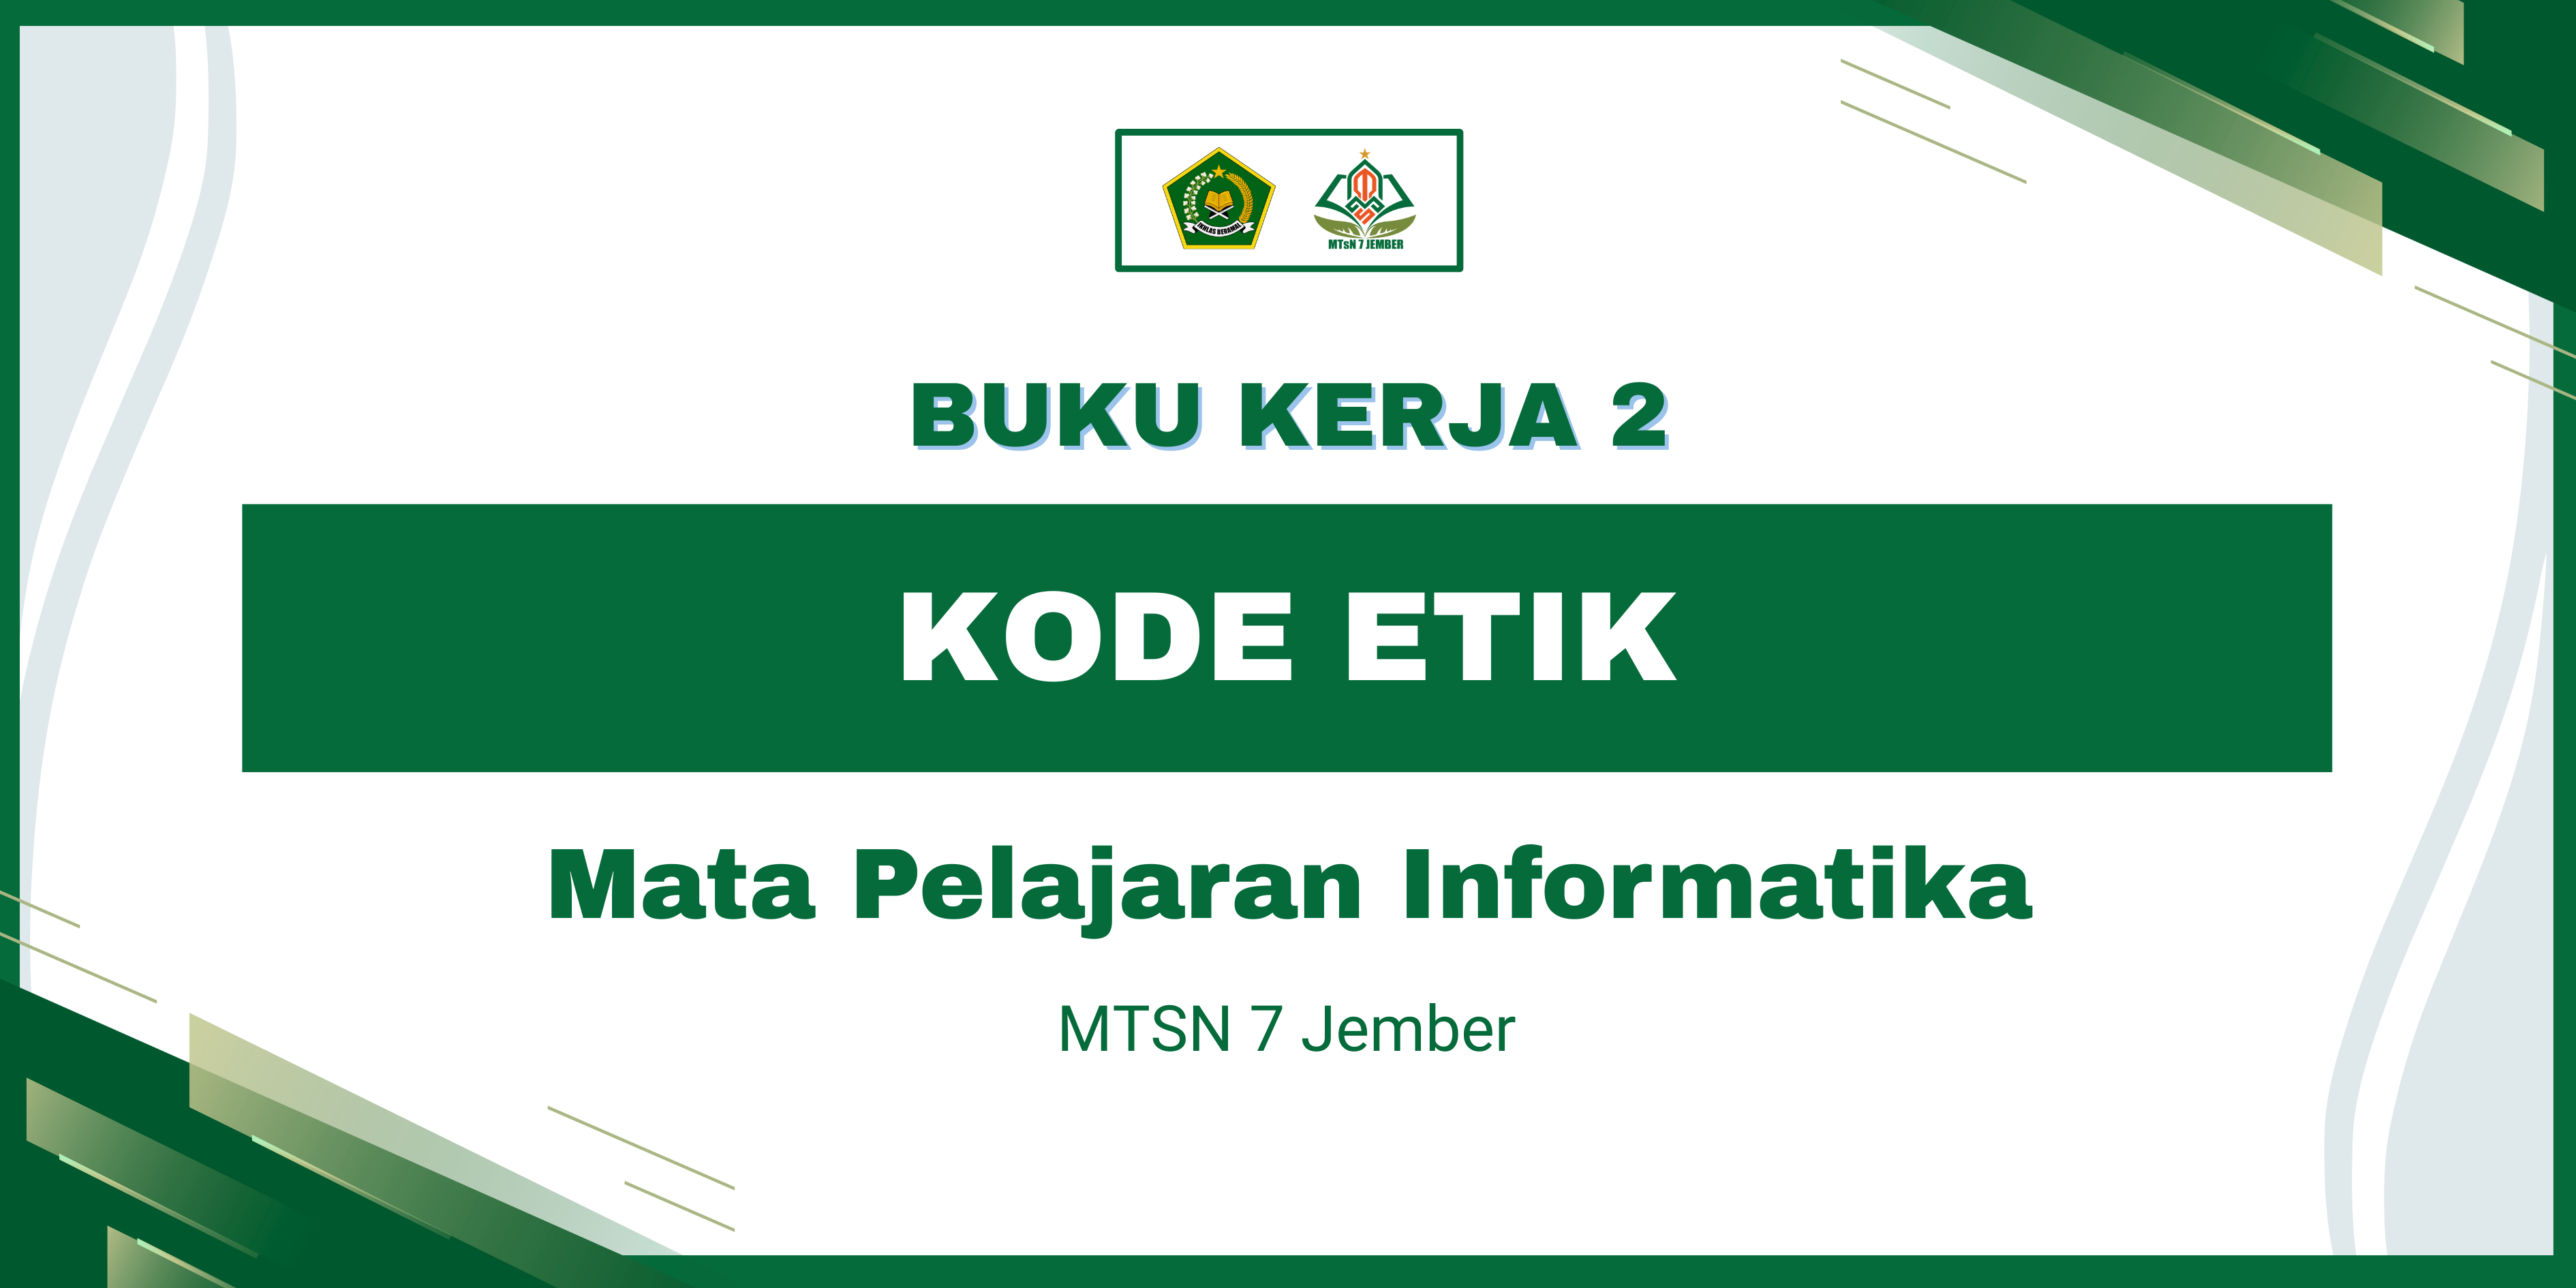 IKHLAS BERAMAL
MTsN 7 JEMBER
BUKU KERJA 2
KODE ETIK
Mata Pelajaran Informatika
MTSN 7 Jember